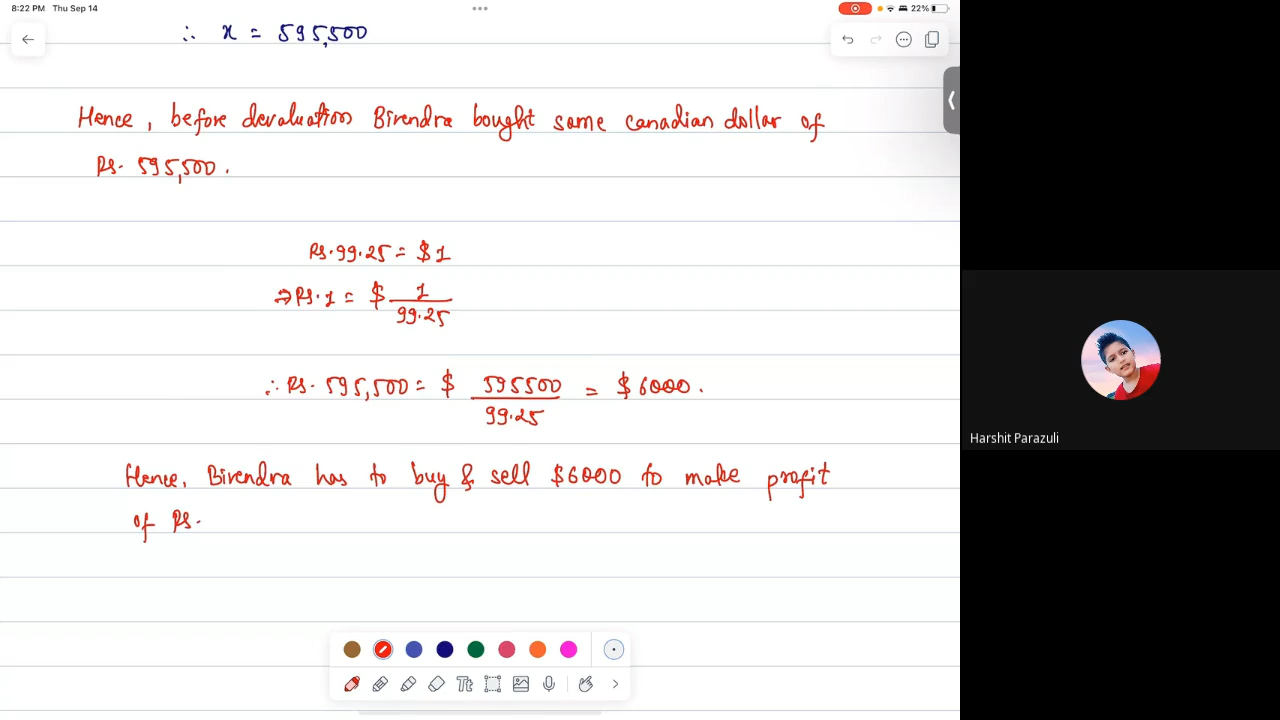 8:22 PM Thu Sep 14
22%
∴ x = 595,500
Hence, before devaluation Birendra bought some canadian dollar of
Rs. 595,500.
Rs. 99.25 = $1
⇒ Rs. 1 = $ 1/99.25
∴ Rs. 595,500 = $ 595500/99.25 = $6000.
Hence, Birendra has to buy & sell $6000 to make profit
of Rs.
Tt
Harshit Parazuli